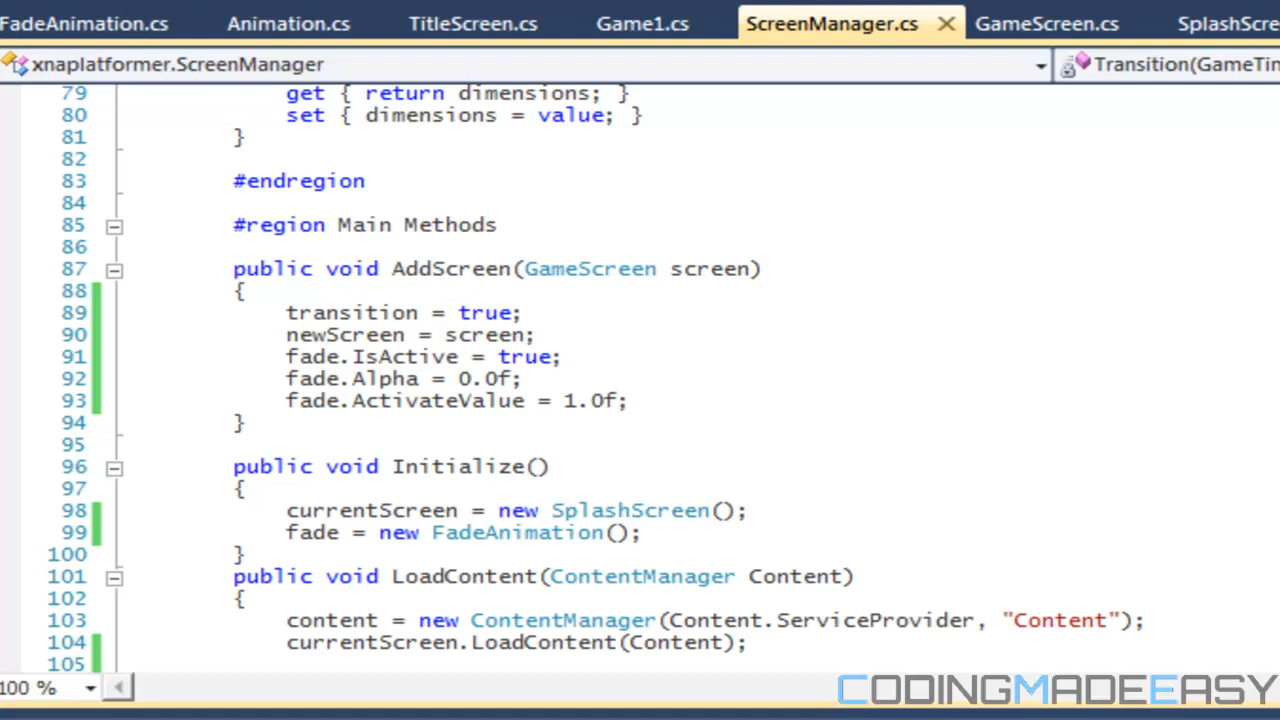 FadeAnimation.cs Animation.cs TitleScreen.cs Game1.cs ScreenManager.cs GameScreen.cs SplashScre
xnaplatformer.ScreenManager Transition(GameTin
79 get { return dimensions; }
80 set { dimensions = value; }
81 }
82
83 #endregion
84
85 #region Main Methods
86
87 public void AddScreen(GameScreen screen)
88 {
89 transition = true;
90 newScreen = screen;
91 fade.IsActive = true;
92 fade.Alpha = 0.0f;
93 fade.ActivateValue = 1.0f;
94 }
95
96 public void Initialize()
97 {
98 currentScreen = new SplashScreen();
99 fade = new FadeAnimation();
100 }
101 public void LoadContent(ContentManager Content)
102 {
103 content = new ContentManager(Content.ServiceProvider, "Content");
104 currentScreen.LoadContent(Content);
105
100 %
CODINGMADEEASY